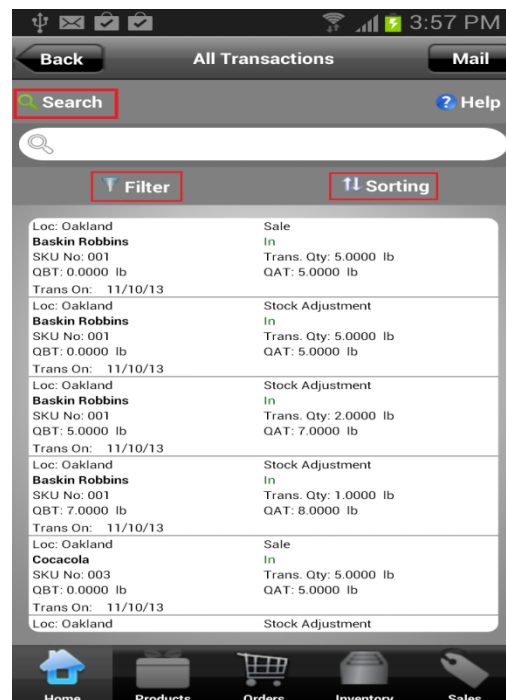 3:57 PM
Back All Transactions Mail
Search Help
Filter Sorting
Loc: Oakland Sale
Baskin Robbins In
SKU No: 001 Trans. Qty: 5.0000 lb
QBT: 0.0000 lb QAT: 5.0000 lb
Trans On: 11/10/13
Loc: Oakland Stock Adjustment
Baskin Robbins In
SKU No: 001 Trans. Qty: 5.0000 lb
QBT: 0.0000 lb QAT: 5.0000 lb
Trans On: 11/10/13
Loc: Oakland Stock Adjustment
Baskin Robbins In
SKU No: 001 Trans. Qty: 2.0000 lb
QBT: 5.0000 lb QAT: 7.0000 lb
Trans On: 11/10/13
Loc: Oakland Stock Adjustment
Baskin Robbins In
SKU No: 001 Trans. Qty: 1.0000 lb
QBT: 7.0000 lb QAT: 8.0000 lb
Trans On: 11/10/13
Loc: Oakland Sale
Cocacola In
SKU No: 003 Trans. Qty: 5.0000 lb
QBT: 0.0000 lb QAT: 5.0000 lb
Trans On: 11/10/13
Loc: Oakland Stock Adjustment
Home Products Orders Inventory Sales